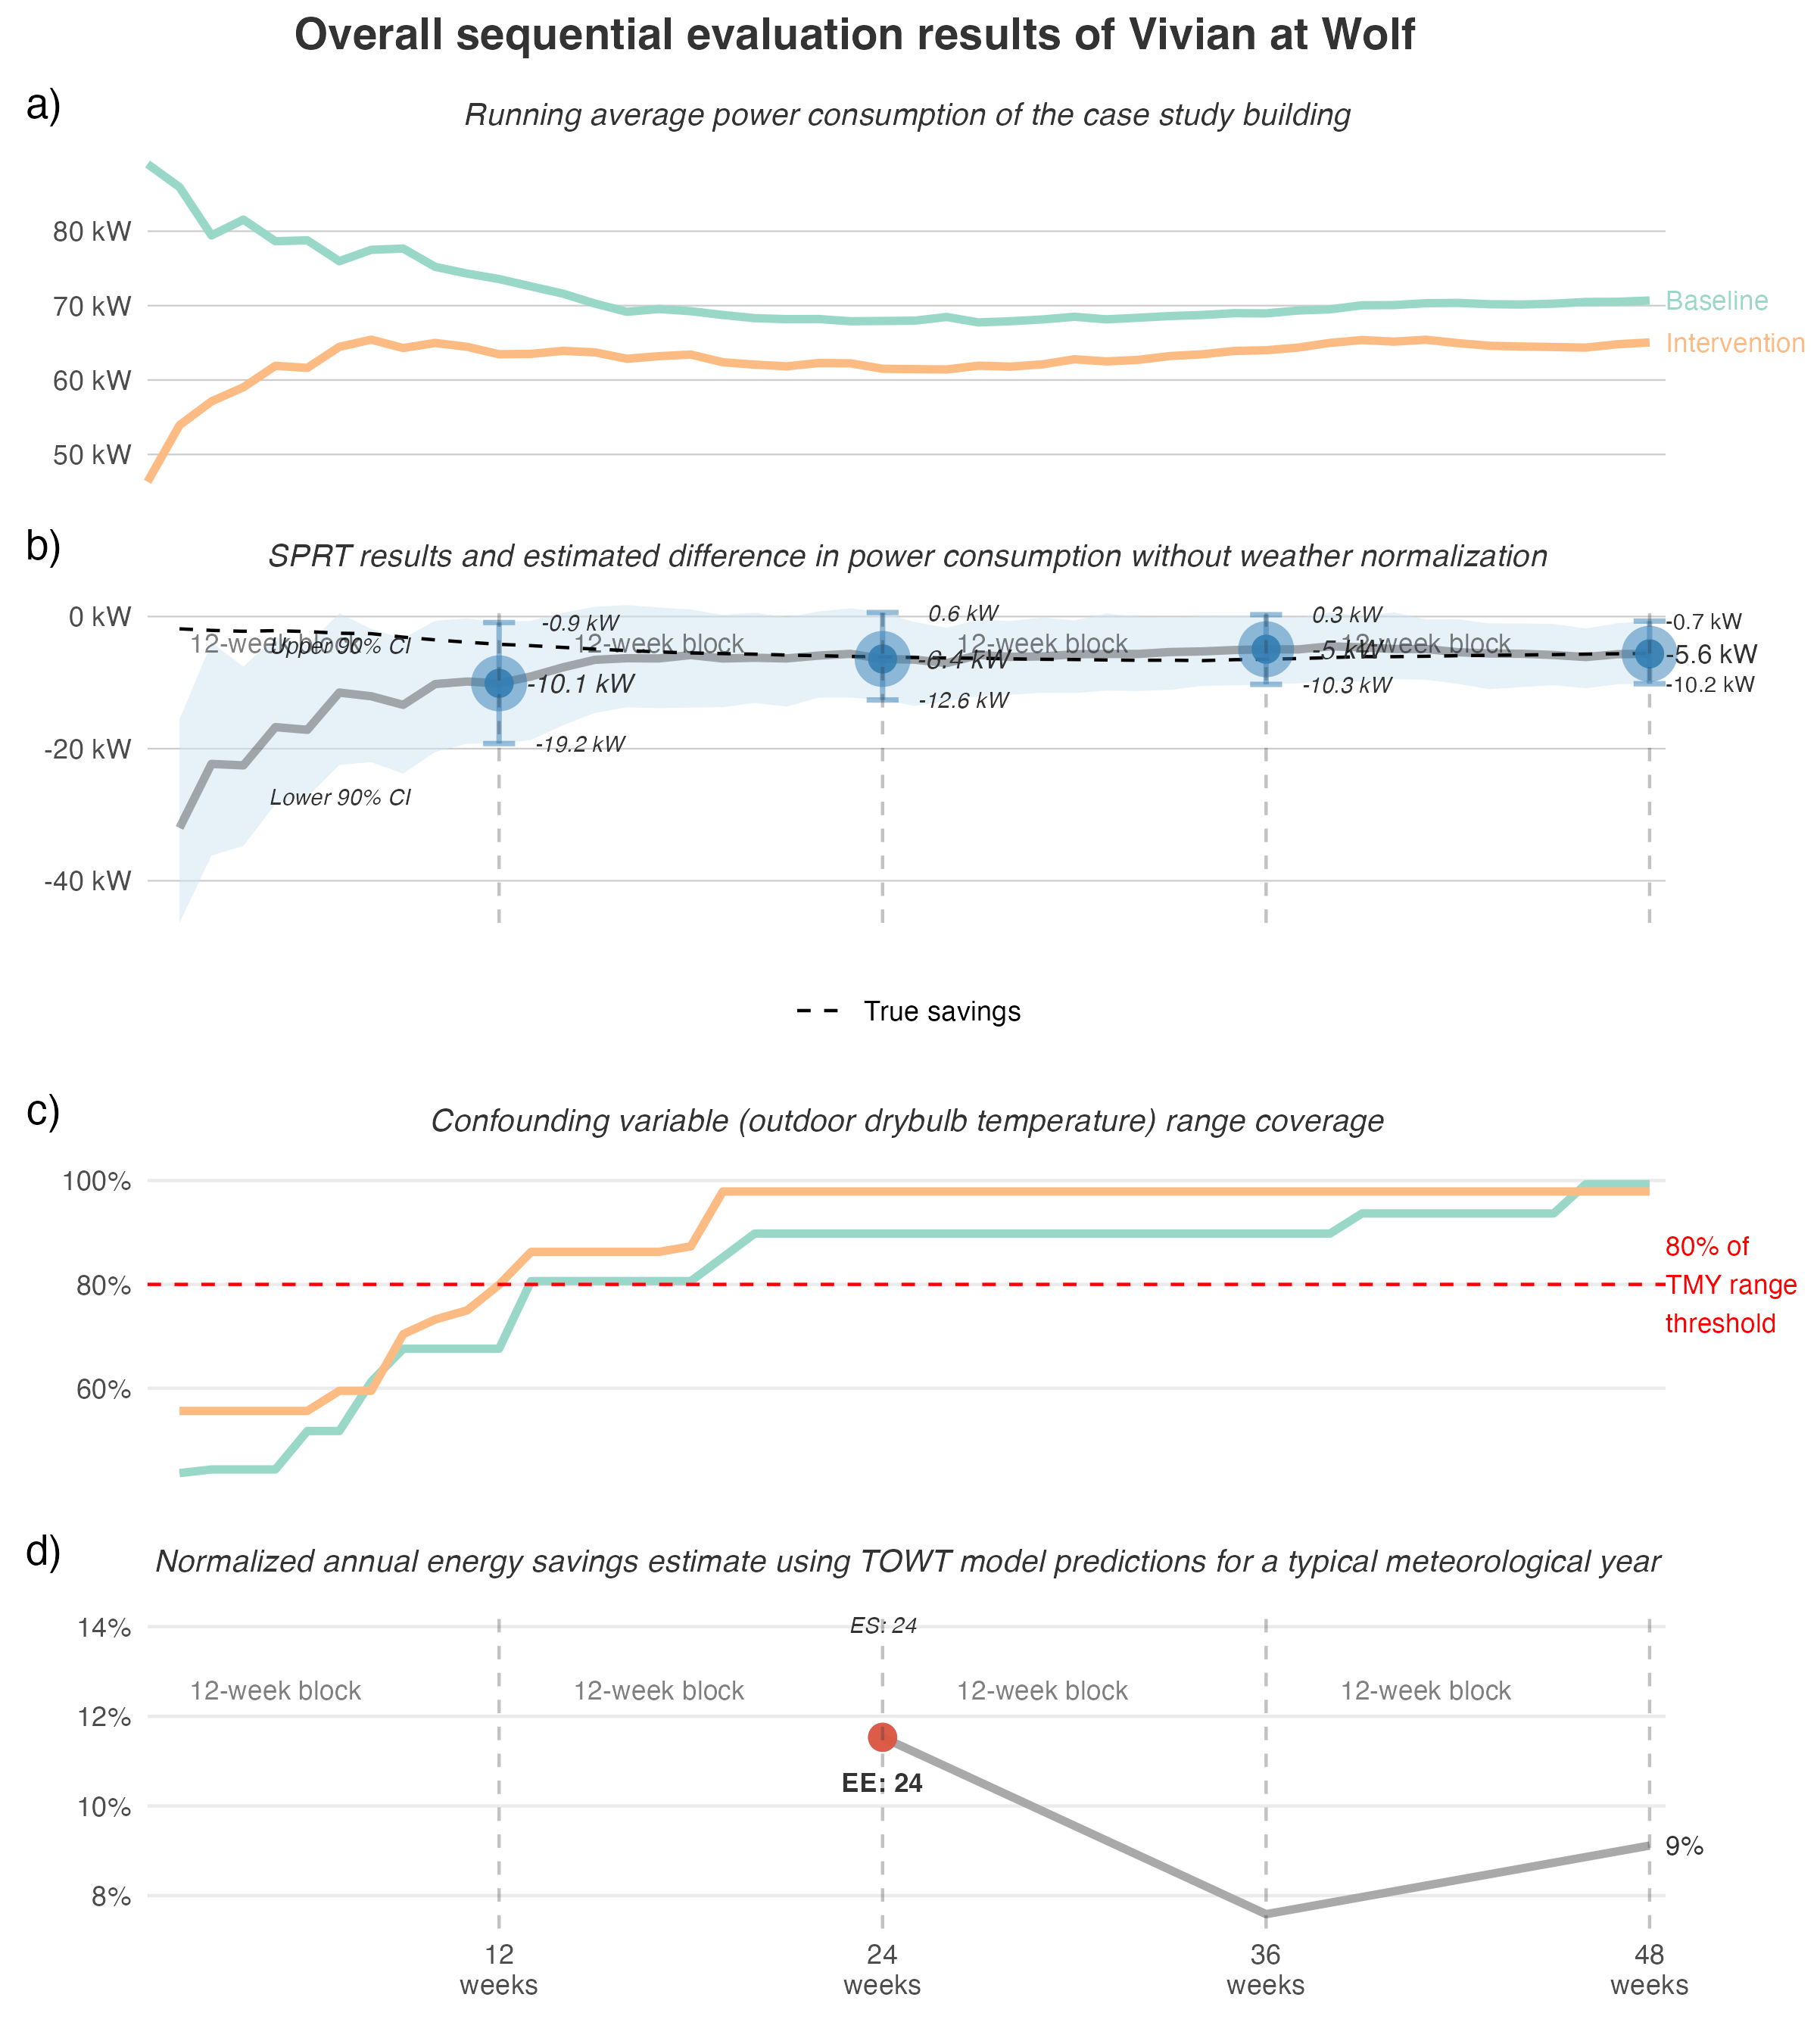 Overall sequential evaluation results of Vivian at Wolf
a)
Running average power consumption of the case study building
80 kW
70 kW
60 kW
50 kW
Baseline
Intervention
b)
SPRT results and estimated difference in power consumption without weather normalization
0 kW
-20 kW
-40 kW
12-week block
12-week block
12-week block
12-week block
Upper 90% CI
Lower 90% CI
-0.9 kW
-10.1 kW
-19.2 kW
0.6 kW
-6.4 kW
-12.6 kW
0.3 kW
-5 kW
-10.3 kW
-0.7 kW
-5.6 kW
-10.2 kW
True savings
c)
Confounding variable (outdoor drybulb temperature) range coverage
100%
80%
60%
80% of
TMY range
threshold
d)
Normalized annual energy savings estimate using TOWT model predictions for a typical meteorological year
14%
12%
10%
8%
ES: 24
12-week block
12-week block
12-week block
12-week block
EE: 24
9%
12
weeks
24
weeks
36
weeks
48
weeks